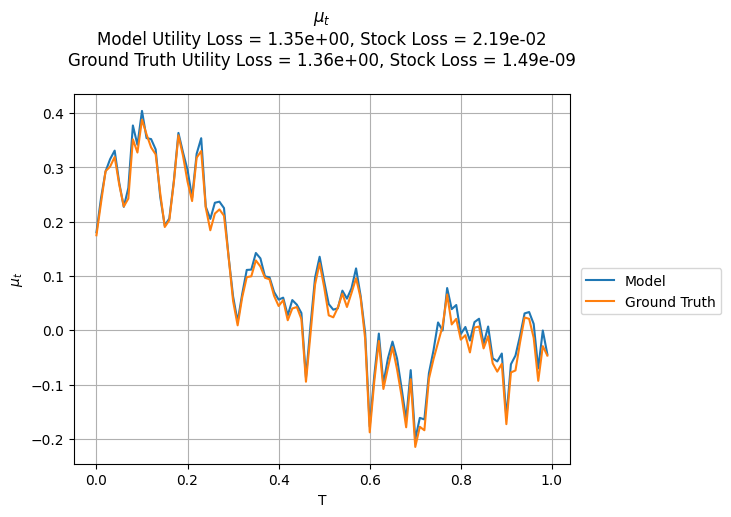 μ_t
Model Utility Loss = 1.35e+00, Stock Loss = 2.19e-02
Ground Truth Utility Loss = 1.36e+00, Stock Loss = 1.49e-09
0.4
0.3
0.2
0.1
0.0
−0.1
−0.2
μ_t
0.0 0.2 0.4 0.6 0.8 1.0
T
Model
Ground Truth